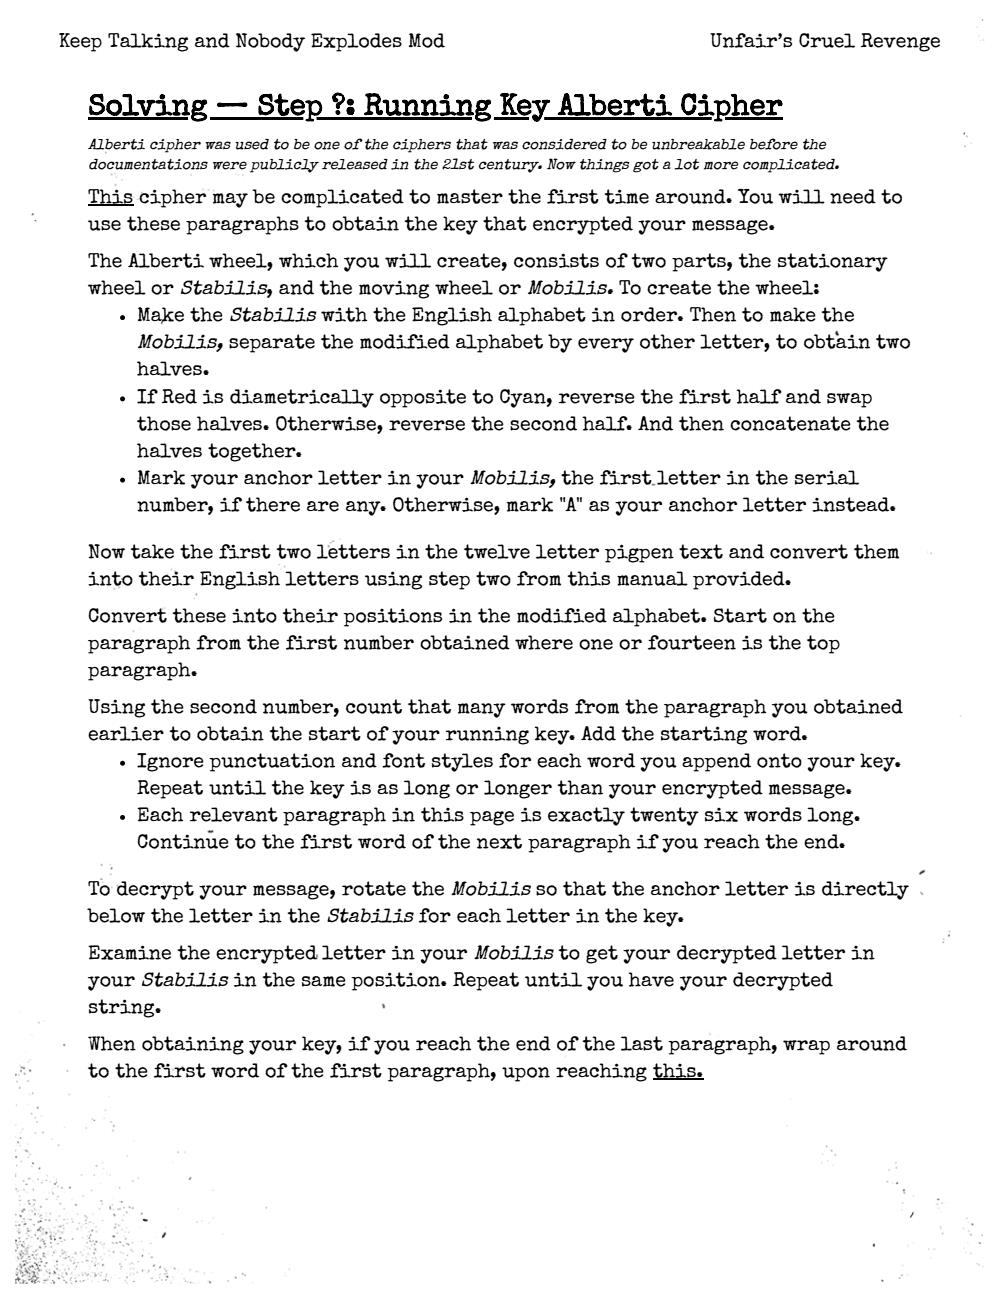 Keep Talking and Nobody Explodes Mod
Unfair's Cruel Revenge
Solving — Step ?: Running Key Alberti Cipher
Alberti cipher was used to be one of the ciphers that was considered to be unbreakable before the
documentations were publicly released in the 21st century. Now things got a lot more complicated.
This cipher may be complicated to master the first time around. You will need to
use these paragraphs to obtain the key that encrypted your message.
The Alberti wheel, which you will create, consists of two parts, the stationary
wheel or Stabilis, and the moving wheel or Mobilis. To create the wheel:
• Make the Stabilis with the English alphabet in order. Then to make the
Mobilis, separate the modified alphabet by every other letter, to obtain two
halves.
• If Red is diametrically opposite to Cyan, reverse the first half and swap
those halves. Otherwise, reverse the second half. And then concatenate the
halves together.
• Mark your anchor letter in your Mobilis, the first letter in the serial
number, if there are any. Otherwise, mark "A" as your anchor letter instead.
Now take the first two letters in the twelve letter pigpen text and convert them
into their English letters using step two from this manual provided.
Convert these into their positions in the modified alphabet. Start on the
paragraph from the first number obtained where one or fourteen is the top
paragraph.
Using the second number, count that many words from the paragraph you obtained
earlier to obtain the start of your running key. Add the starting word.
• Ignore punctuation and font styles for each word you append onto your key.
Repeat until the key is as long or longer than your encrypted message.
• Each relevant paragraph in this page is exactly twenty six words long.
Continue to the first word of the next paragraph if you reach the end.
To decrypt your message, rotate the Mobilis so that the anchor letter is directly
below the letter in the Stabilis for each letter in the key.
Examine the encrypted letter in your Mobilis to get your decrypted letter in
your Stabilis in the same position. Repeat until you have your decrypted
string.
When obtaining your key, if you reach the end of the last paragraph, wrap around
to the first word of the first paragraph, upon reaching this.